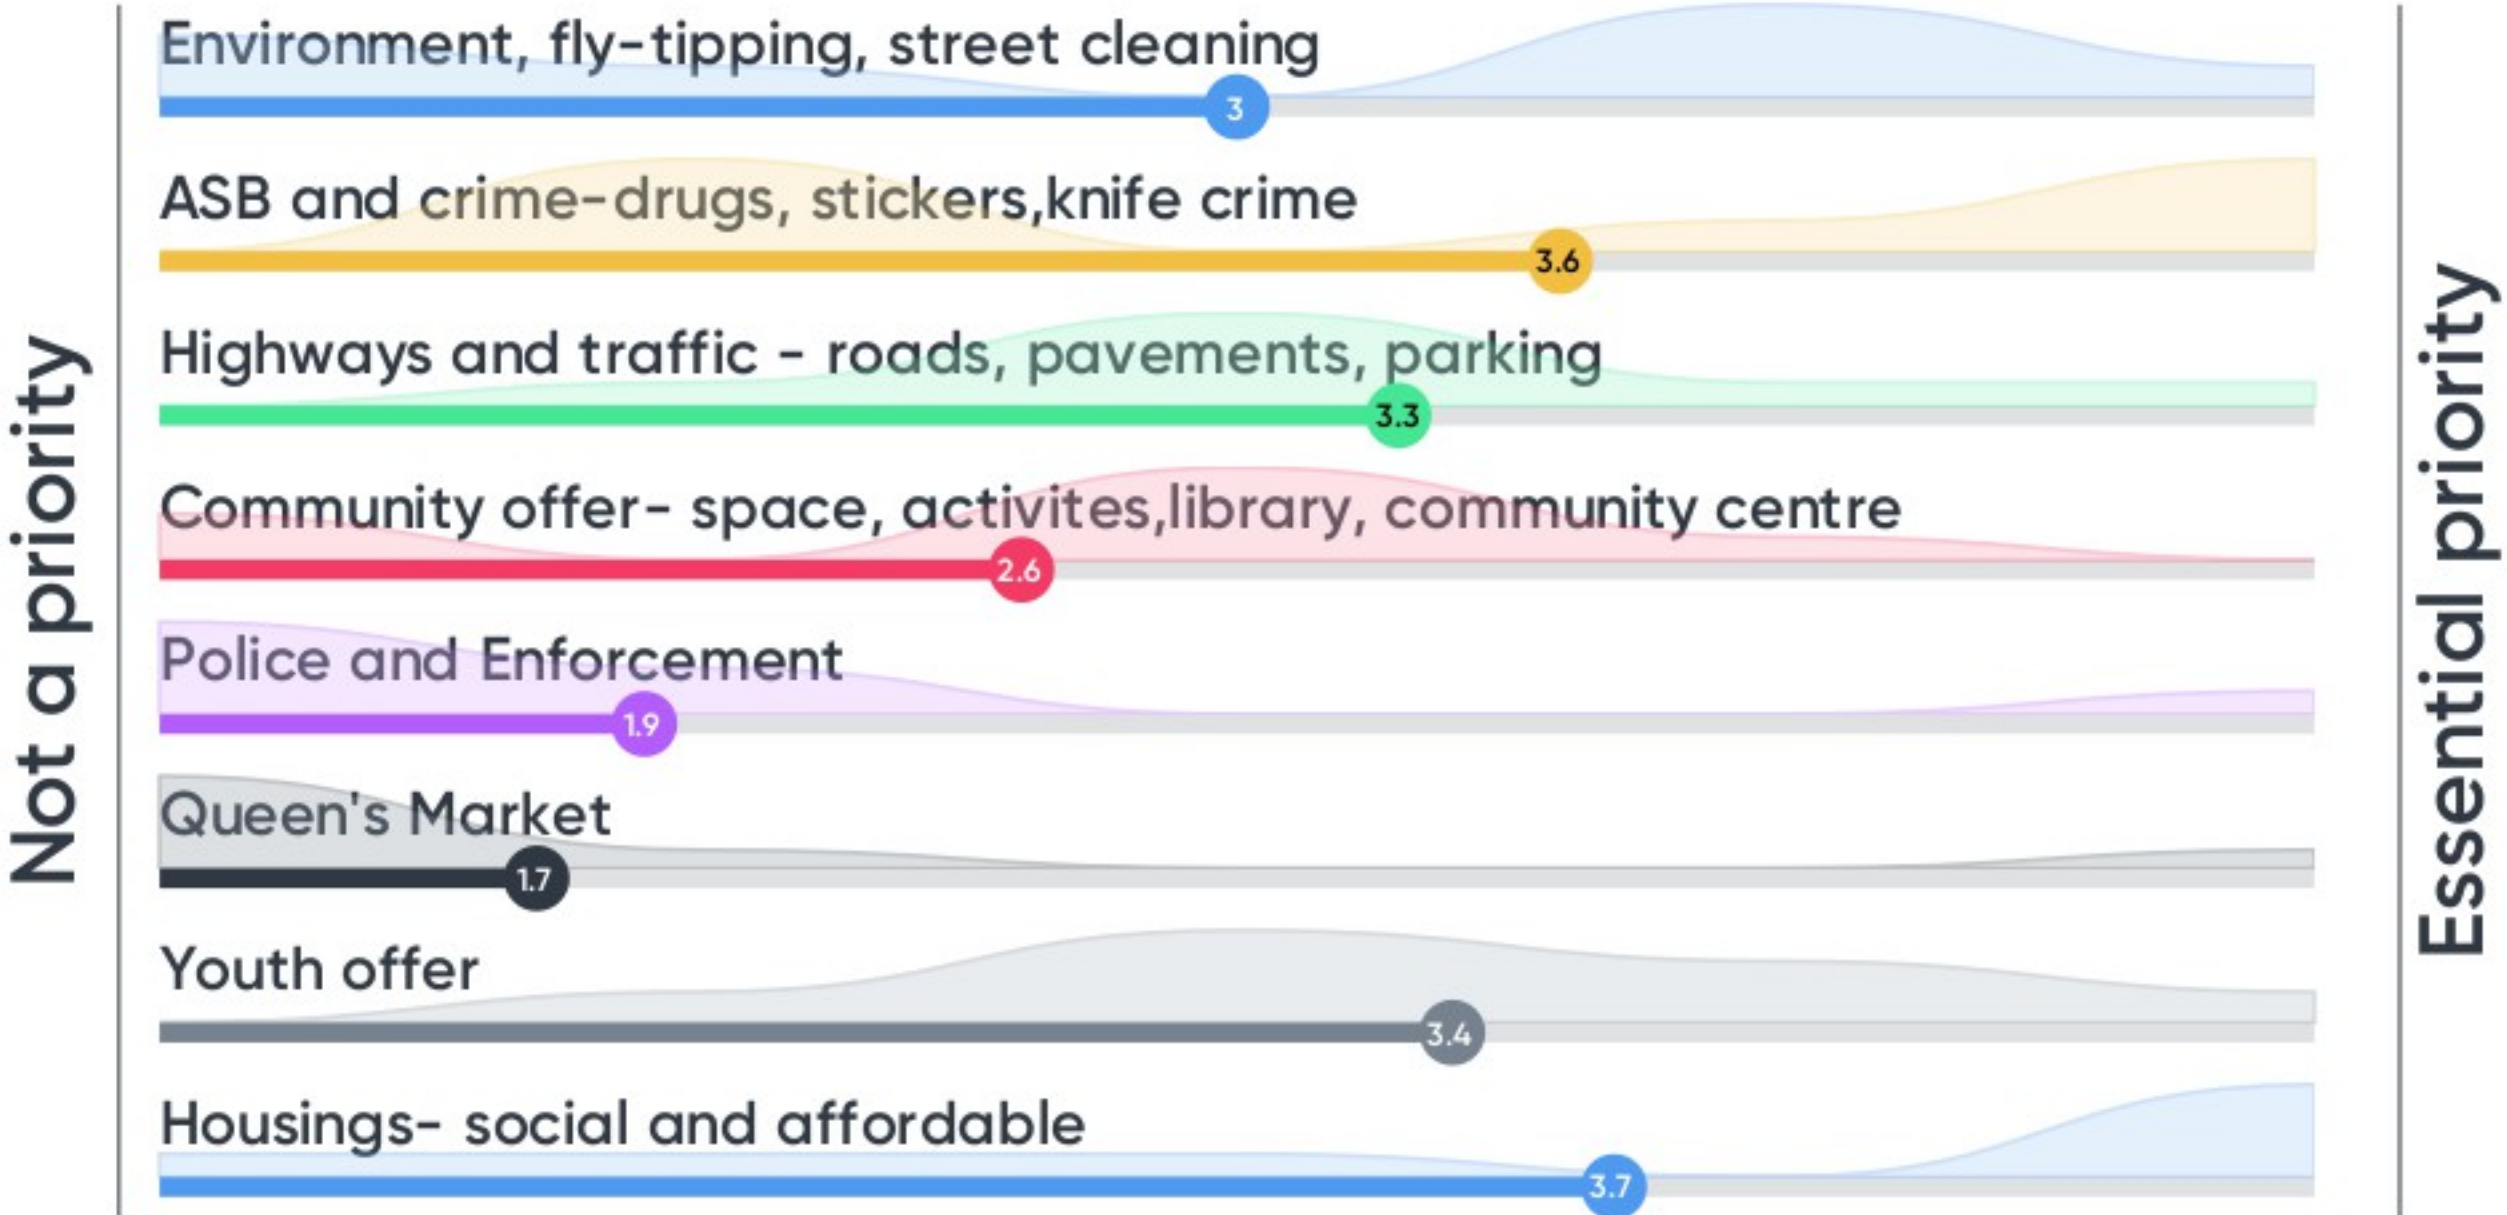 Not a priority
Environment, fly-tipping, street cleaning
3
ASB and crime-drugs, stickers,knife crime
3.6
Highways and traffic - roads, pavements, parking
3.3
Community offer- space, activites,library, community centre
2.6
Police and Enforcement
1.9
Queen's Market
1.7
Youth offer
3.4
Housings- social and affordable
3.7
Essential priority